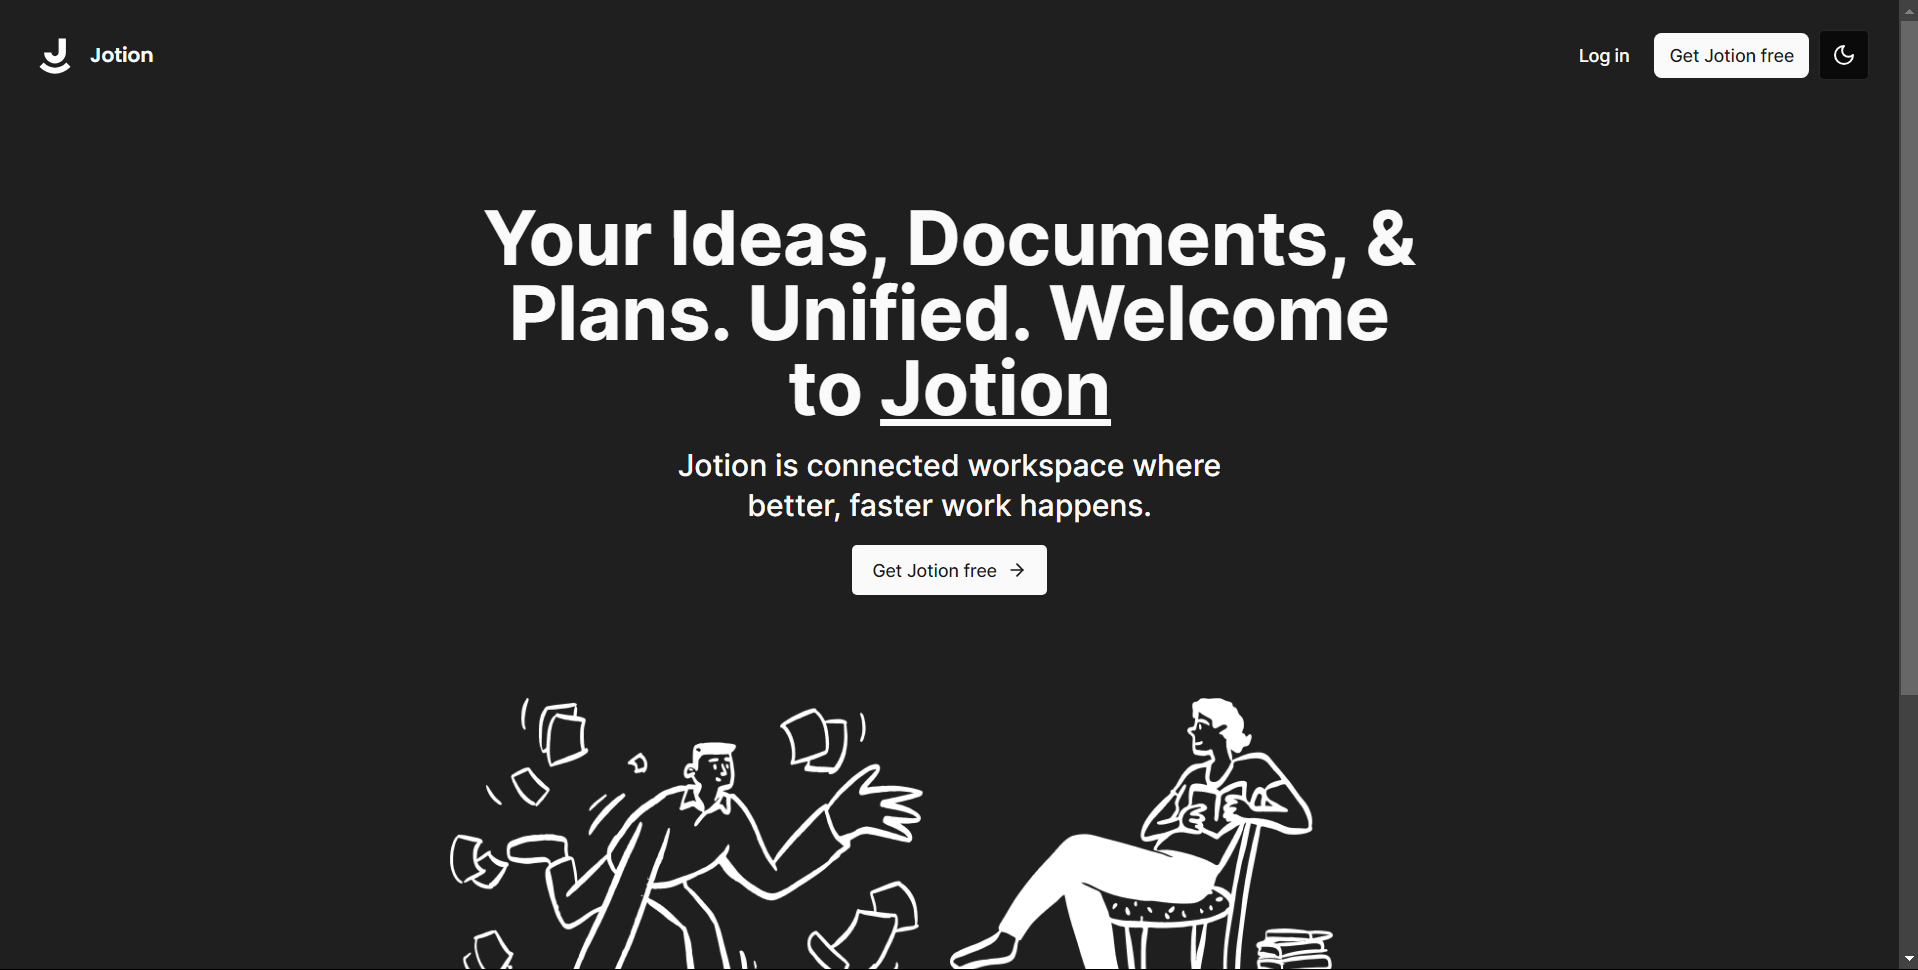 Jotion
Log in
Get Jotion free
Your Ideas, Documents, &
Plans. Unified. Welcome
to Jotion
Jotion is connected workspace where
better, faster work happens.
Get Jotion free